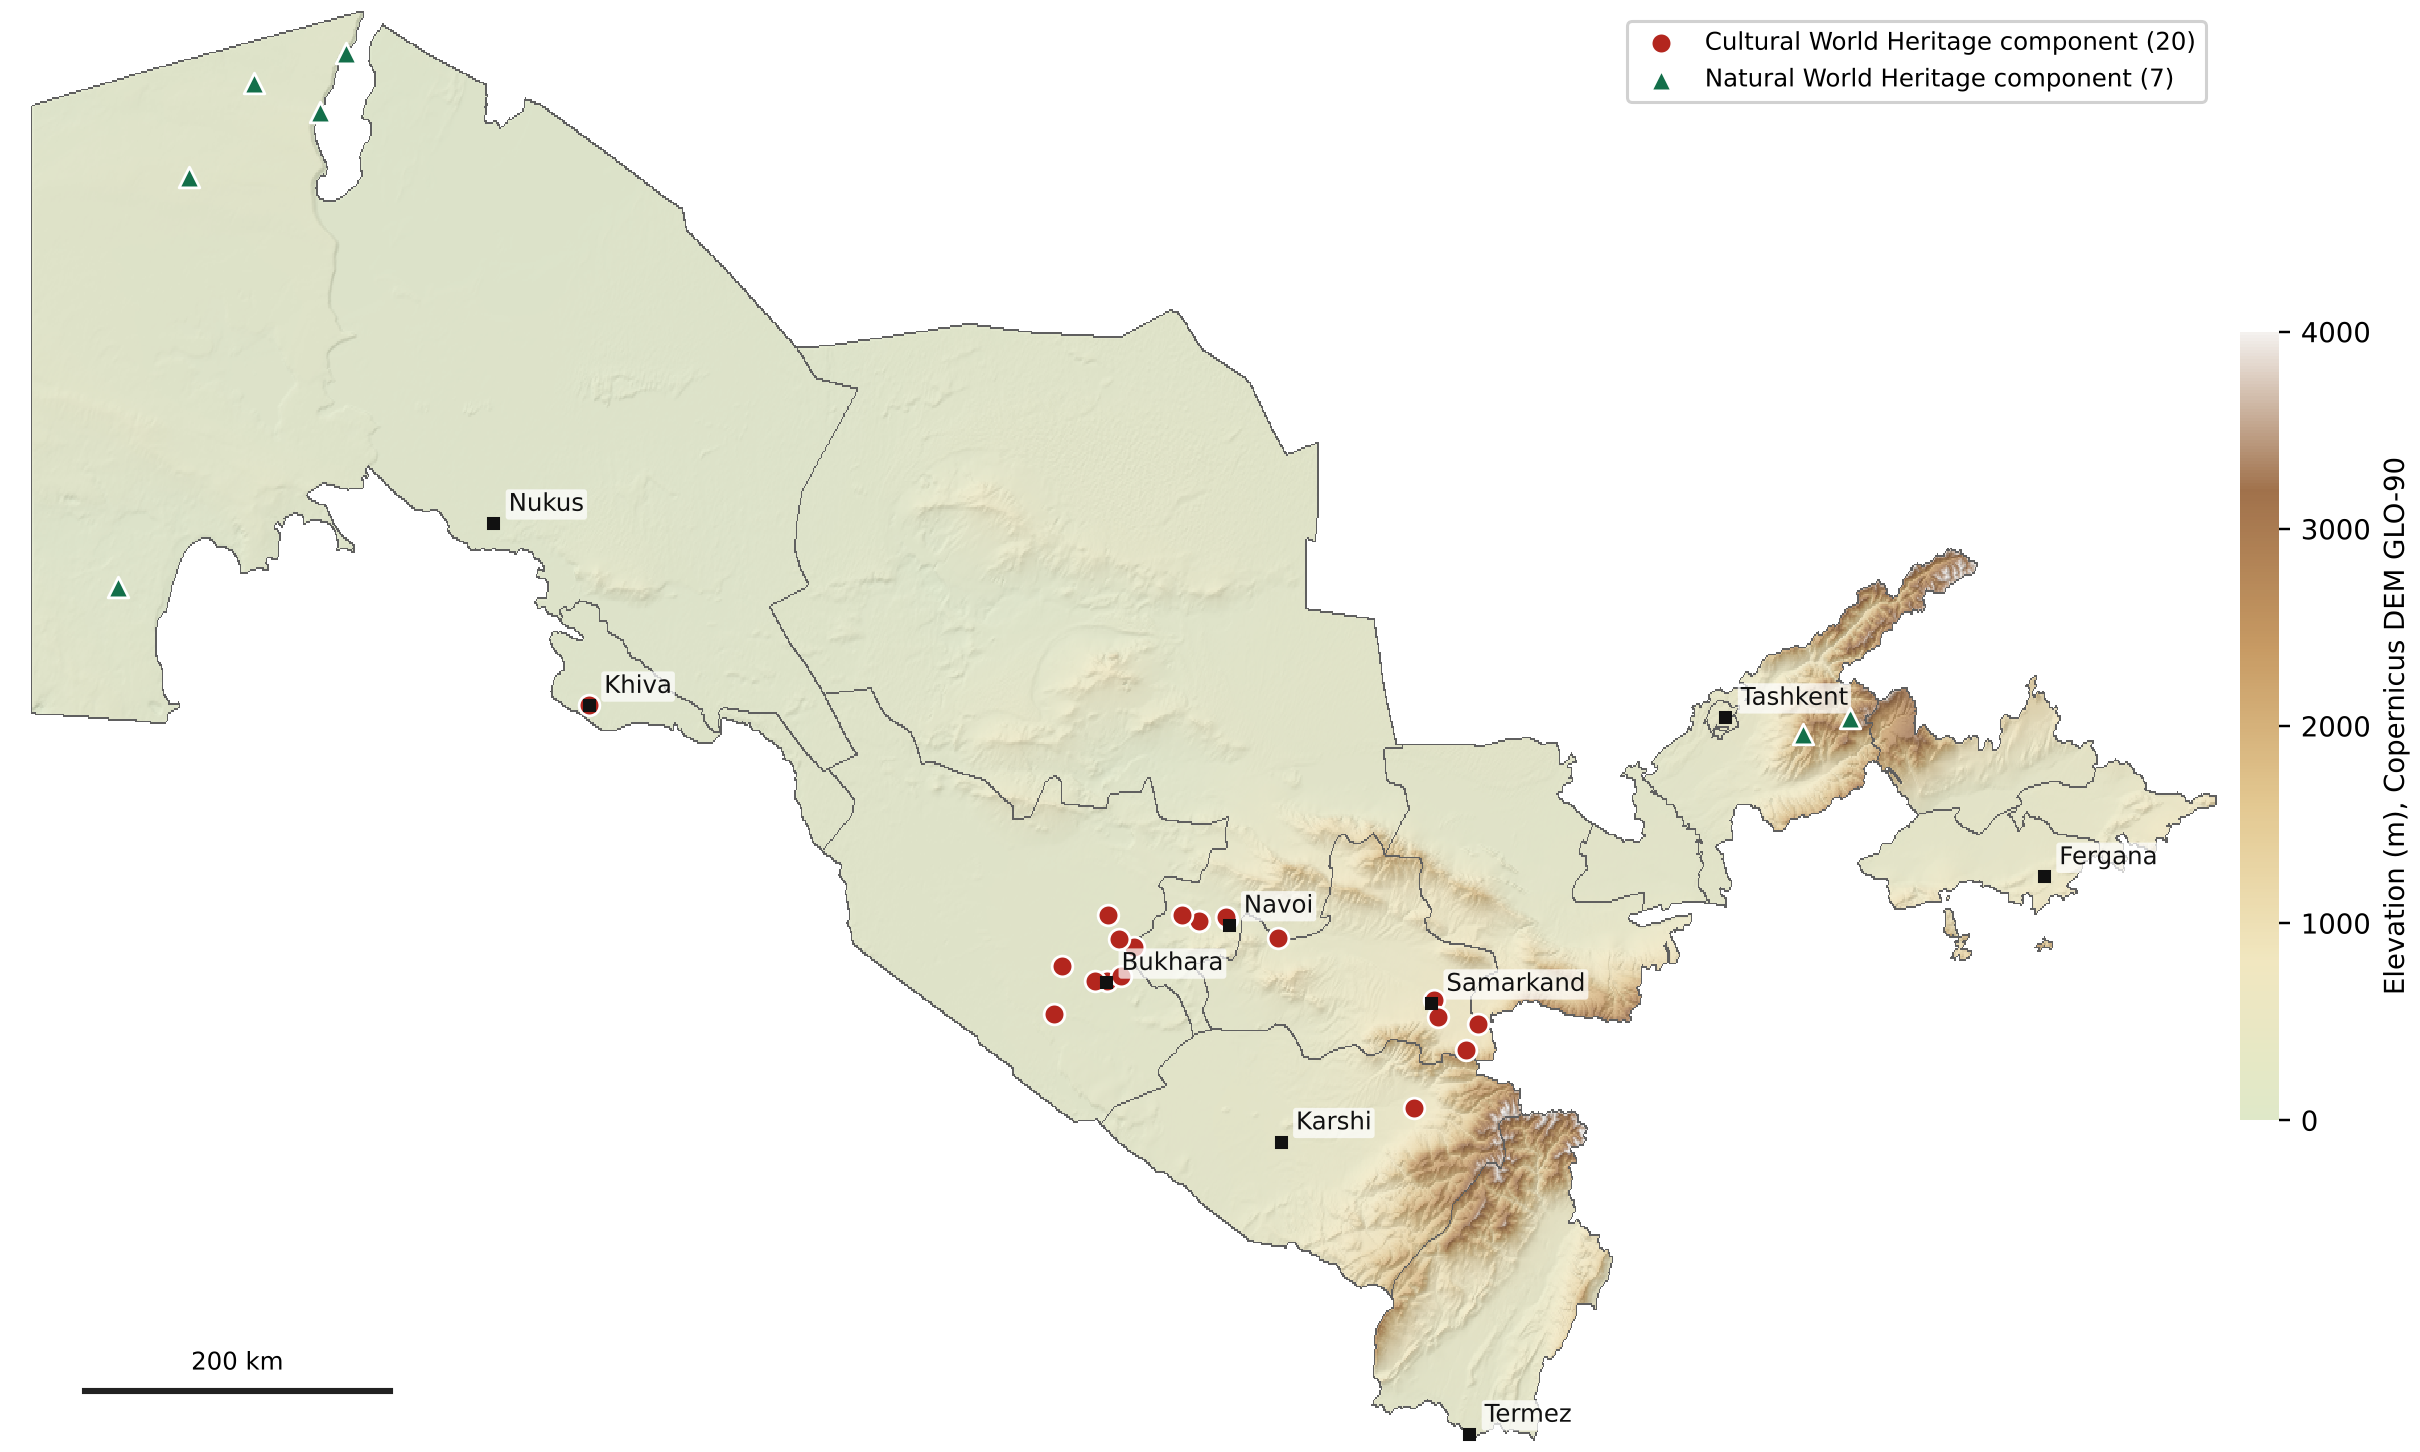 Cultural World Heritage component (20)
Natural World Heritage component (7)
4000
3000
2000
1000
0
Elevation (m), Copernicus DEM GLO-90
Nukus
Khiva
Tashkent
Fergana
Navoi
Bukhara
Samarkand
Karshi
Termez
200 km